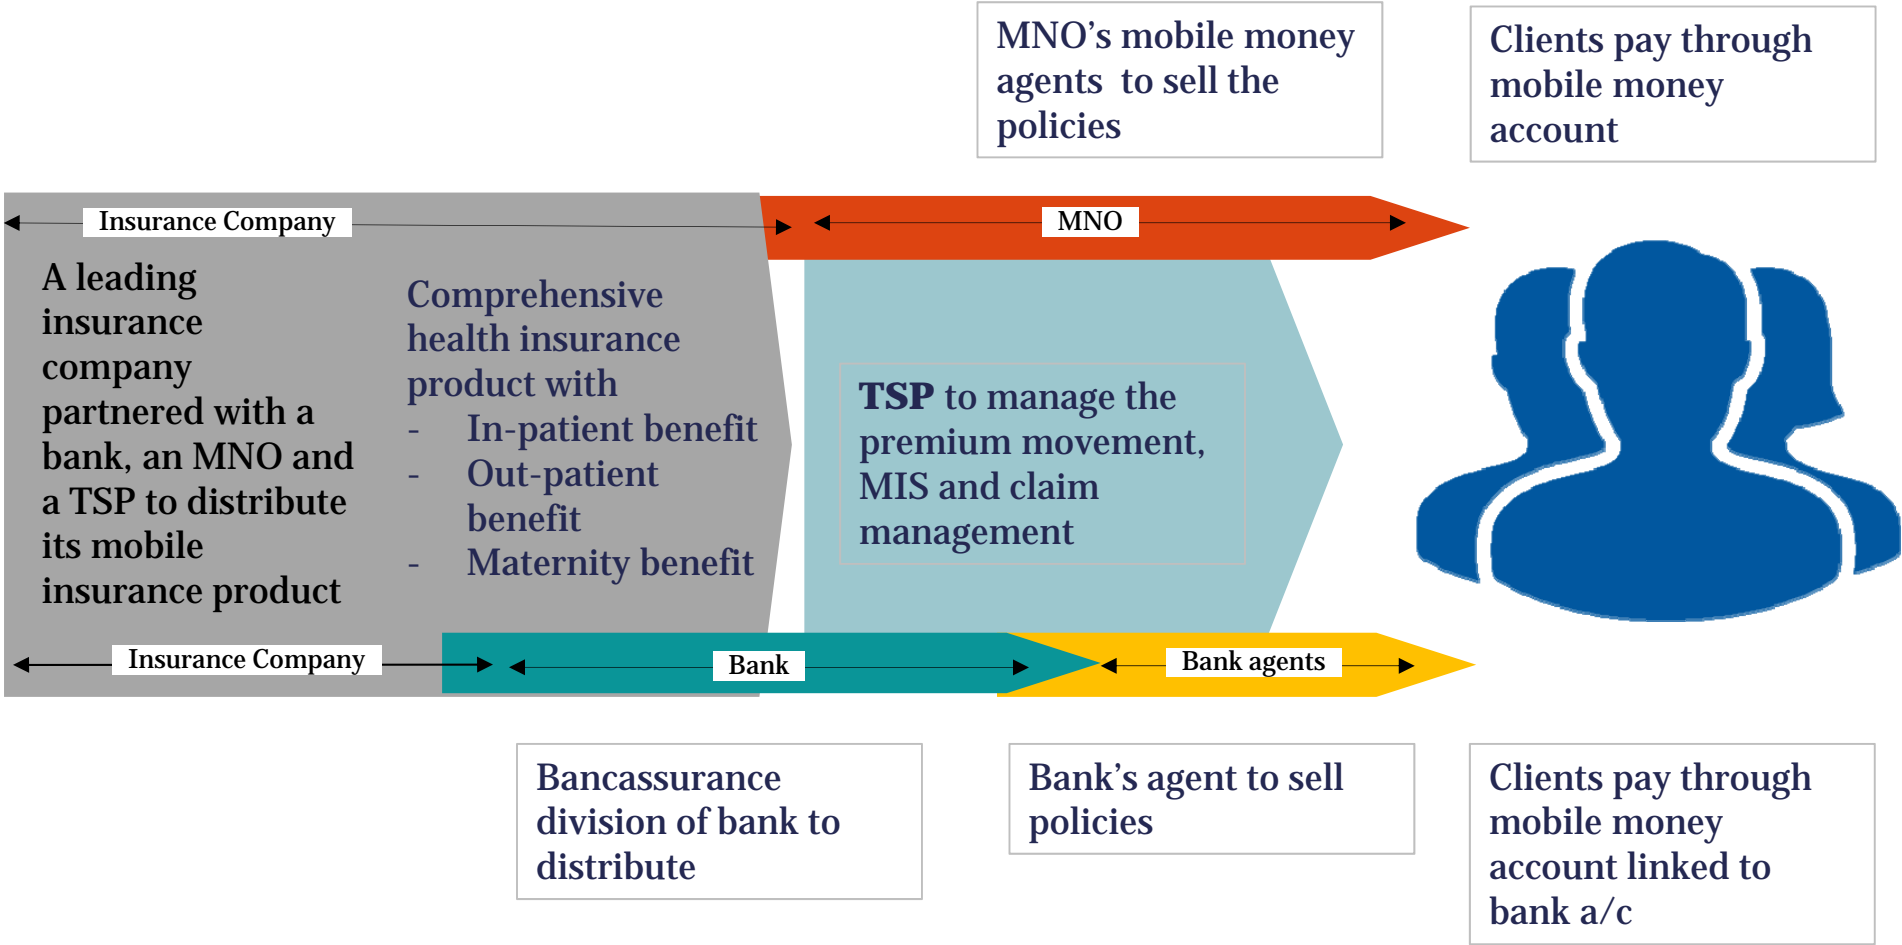 MNO’s mobile money
agents to sell the
policies
Clients pay through
mobile money
account
Insurance Company
MNO
A leading
insurance
company
partnered with a
bank, an MNO and
a TSP to distribute
its mobile
insurance product
Comprehensive
health insurance
product with
- In-patient benefit
- Out-patient
benefit
- Maternity benefit
TSP to manage the
premium movement,
MIS and claim
management
Insurance Company
Bank
Bank agents
Bancassurance
division of bank to
distribute
Bank’s agent to sell
policies
Clients pay through
mobile money
account linked to
bank a/c